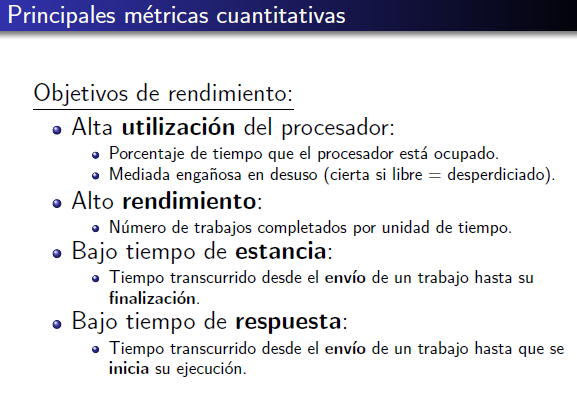 Principales métricas cuantitativas
Objetivos de rendimiento:
Alta utilización del procesador:
Porcentaje de tiempo que el procesador está ocupado.
Mediada engañosa en desuso (cierta si libre = desperdiciado).
Alto rendimiento:
Número de trabajos completados por unidad de tiempo.
Bajo tiempo de estancia:
Tiempo transcurrido desde el envío de un trabajo hasta su
finalización.
Bajo tiempo de respuesta:
Tiempo transcurrido desde el envío de un trabajo hasta que se
inicia su ejecución.